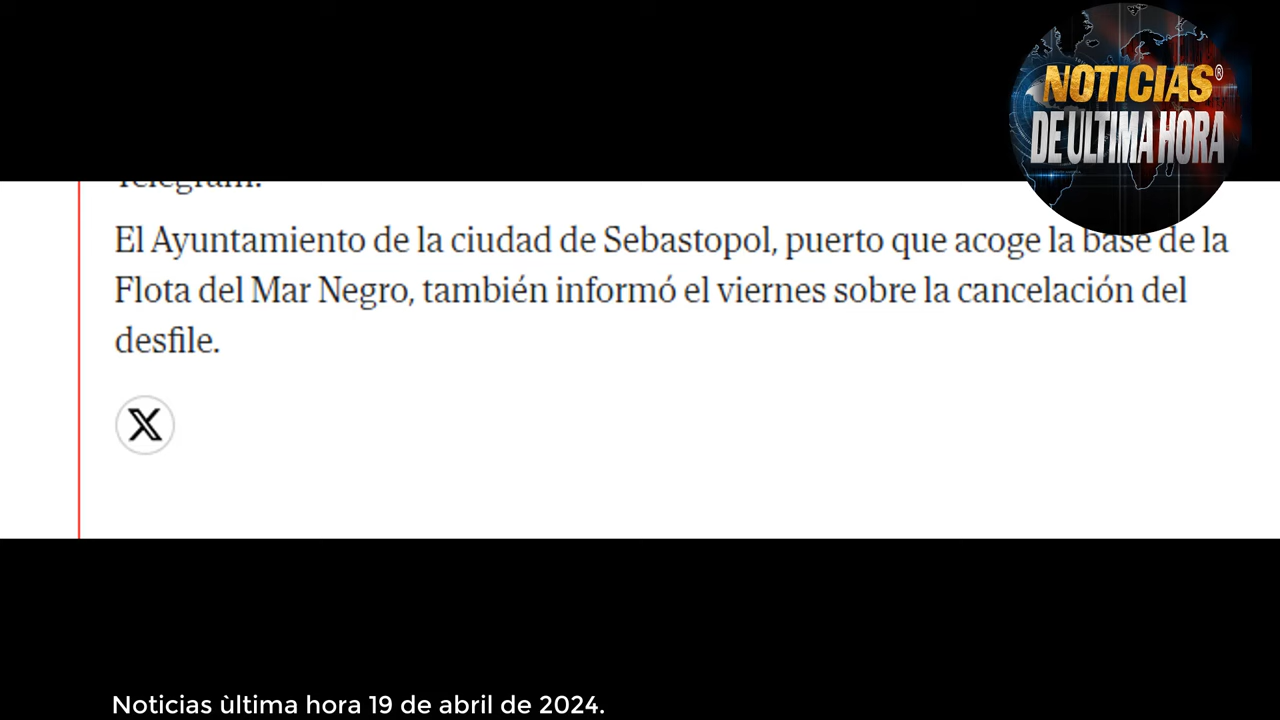 NOTICIAS®
DE ULTIMA HORA
Telegram.
El Ayuntamiento de la ciudad de Sebastopol, puerto que acoge la base de la
Flota del Mar Negro, también informó el viernes sobre la cancelación del
desfile.
X
Noticias ùltima hora 19 de abril de 2024.